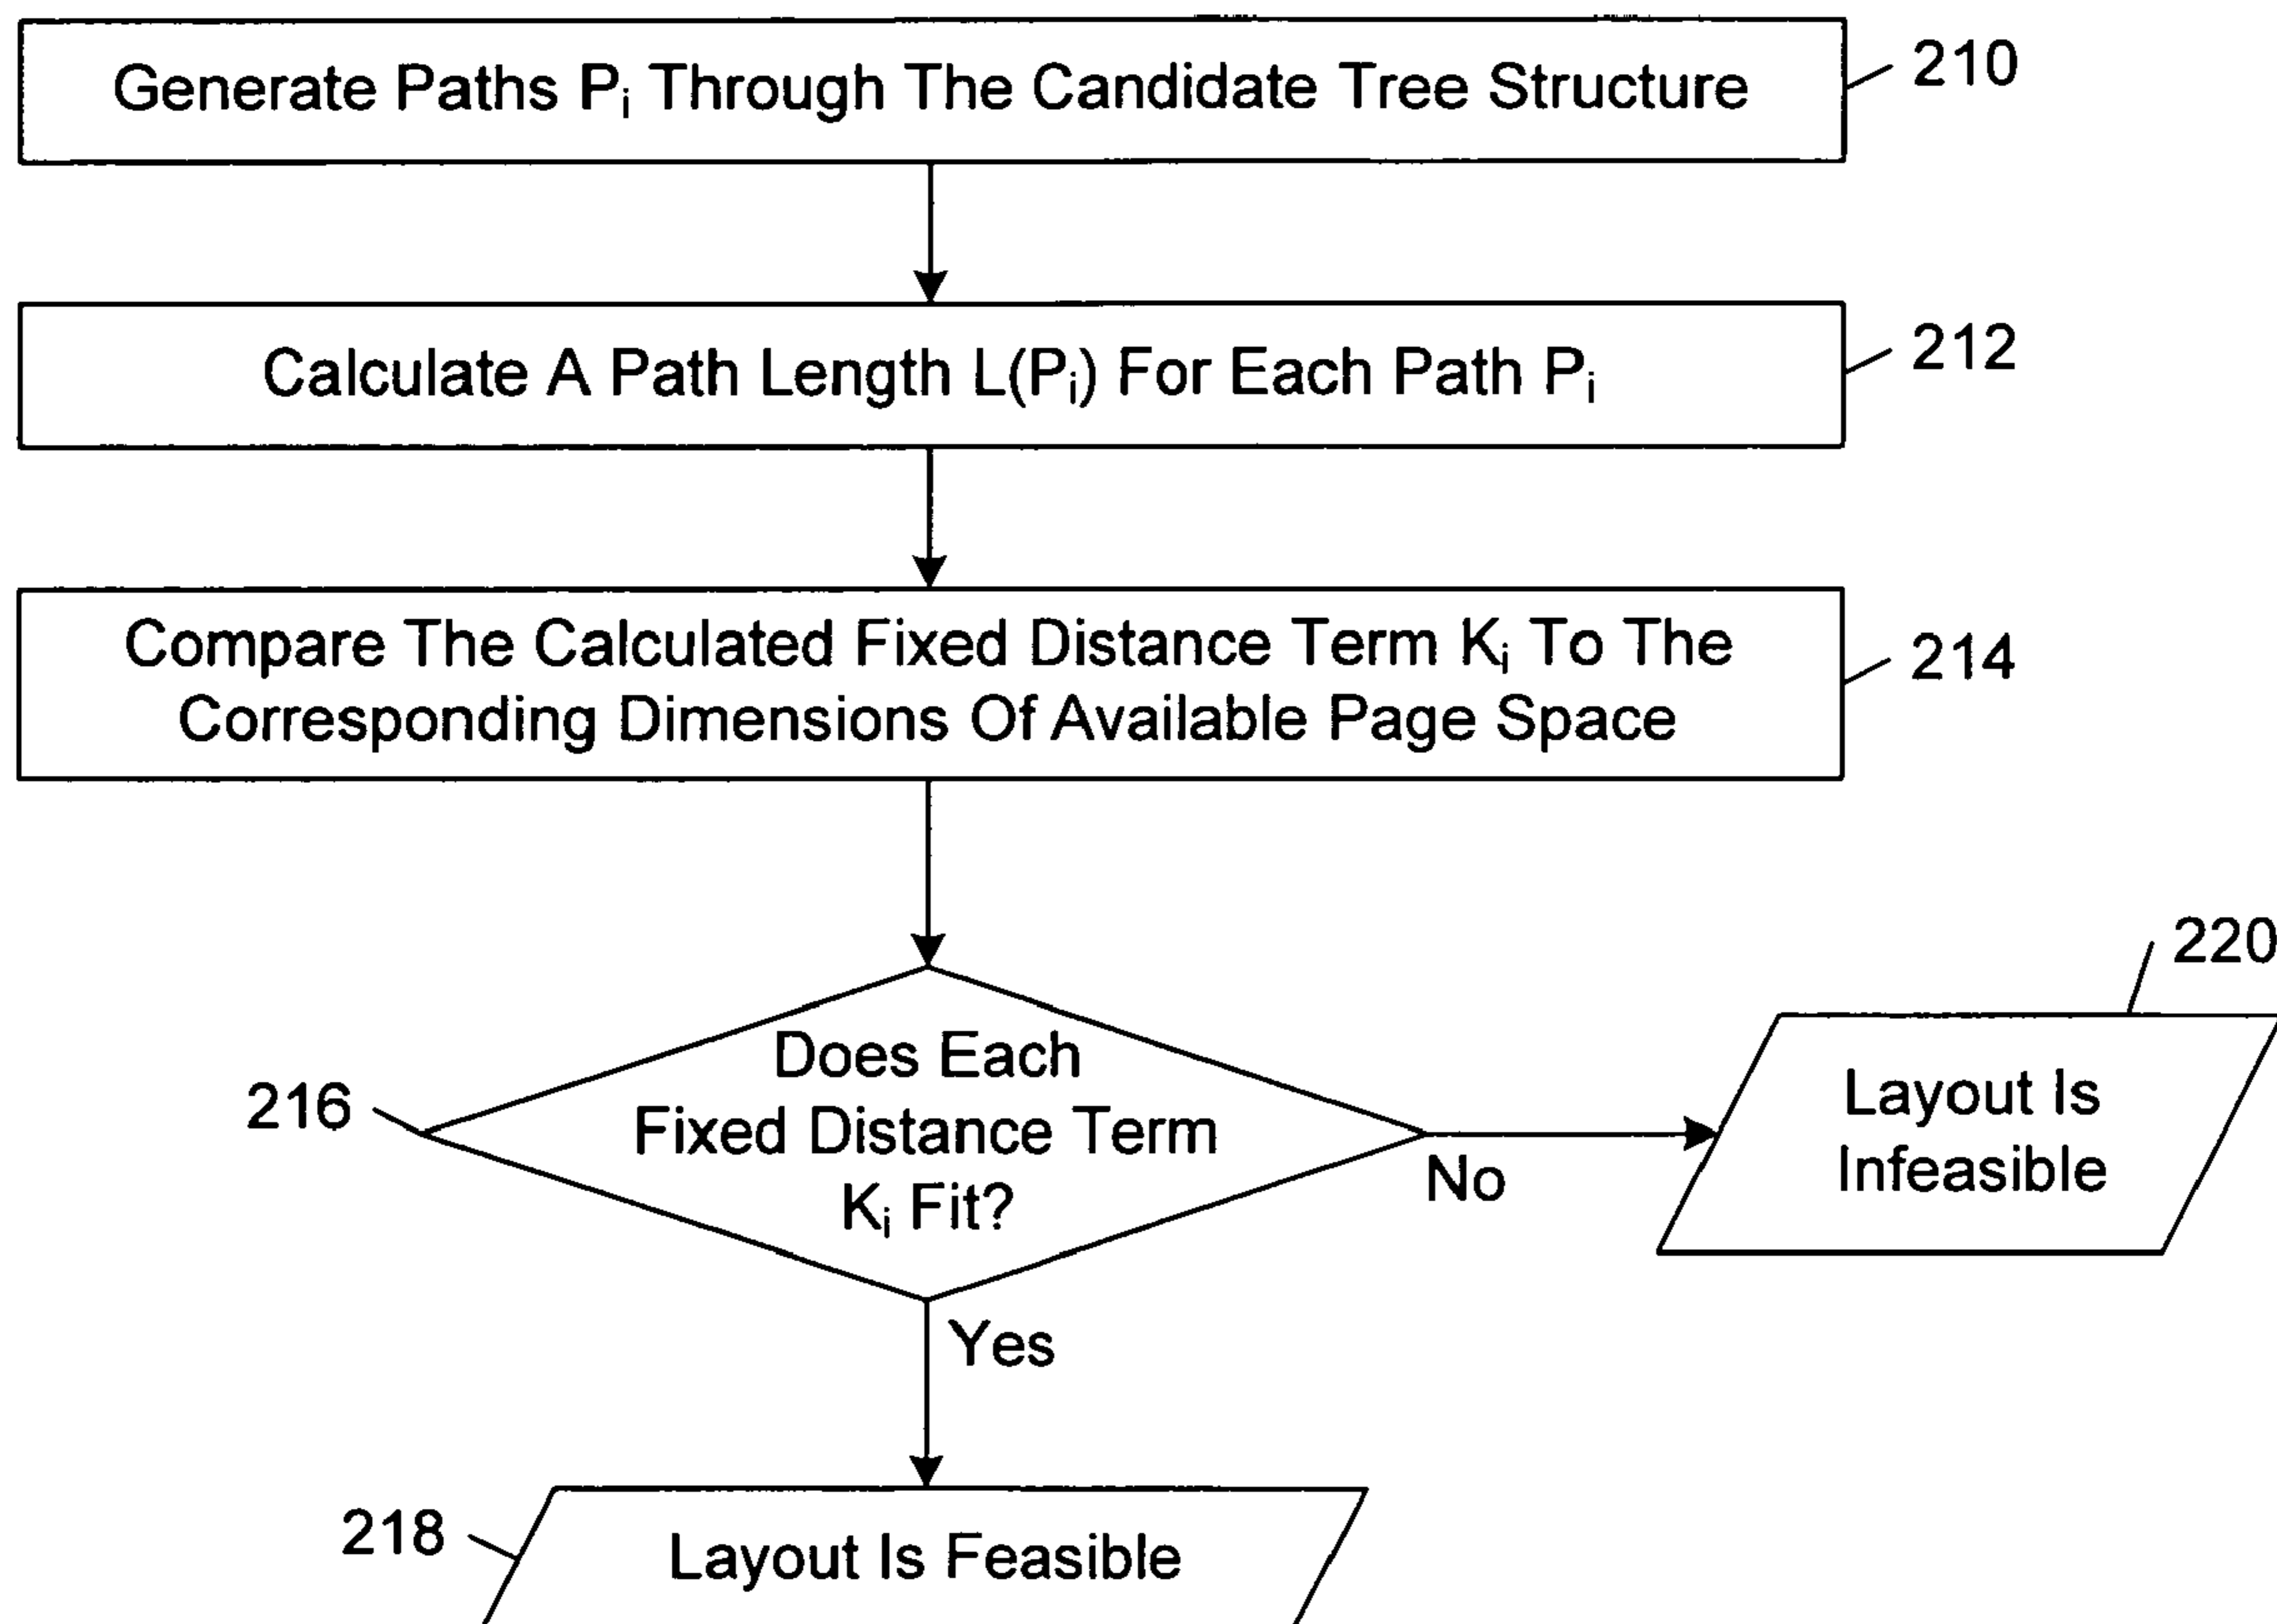 Generate Paths Pi Through The Candidate Tree Structure
210
Calculate A Path Length L(Pi) For Each Path Pi
212
Compare The Calculated Fixed Distance Term Ki To The
Corresponding Dimensions Of Available Page Space
214
220
Does Each
Fixed Distance Term
Ki Fit?
216
No
Layout Is
Infeasible
Yes
218
Layout Is Feasible